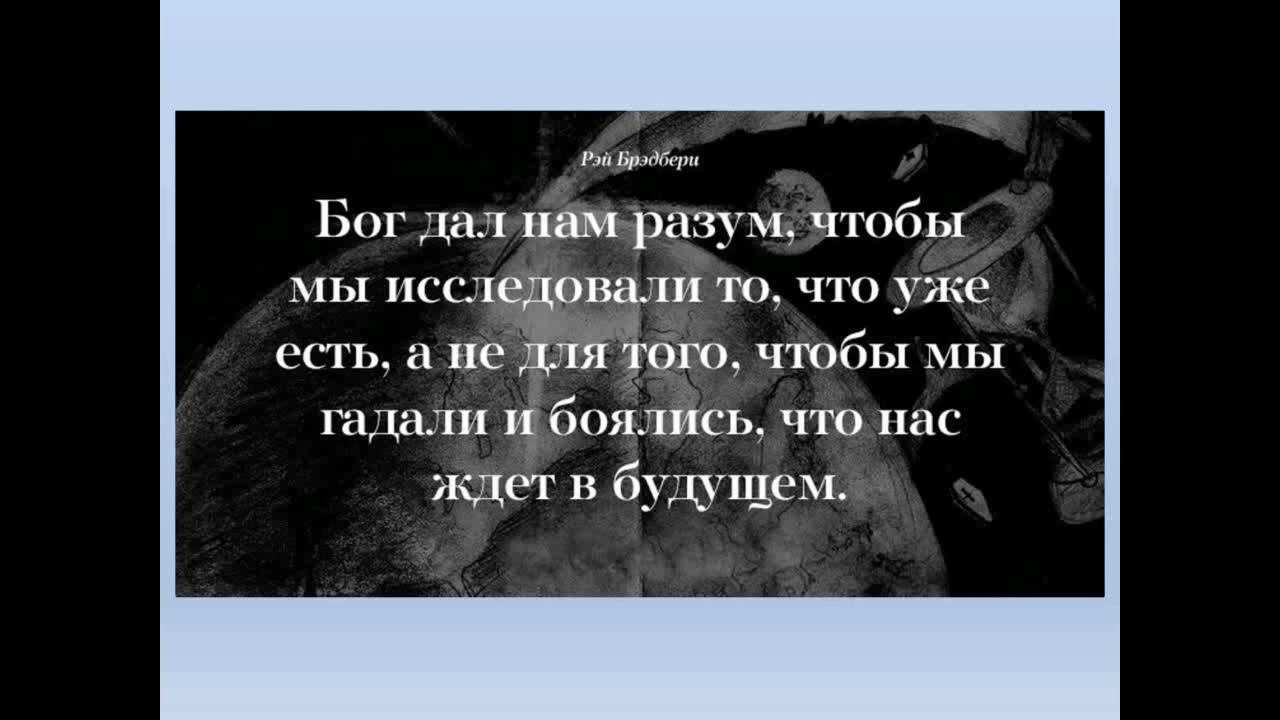 Рэй Брэдбери
Бог дал нам разум, чтобы
мы исследовали то, что уже
есть, а не для того, чтобы мы
гадали и боялись, что нас
ждет в будущем.